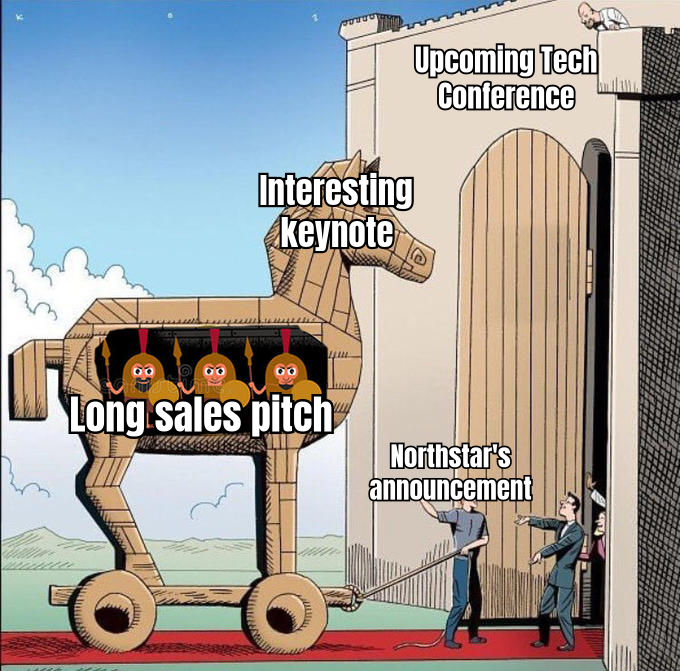 Upcoming Tech
Conference
Interesting
keynote
Long sales pitch
Northstar's
announcement